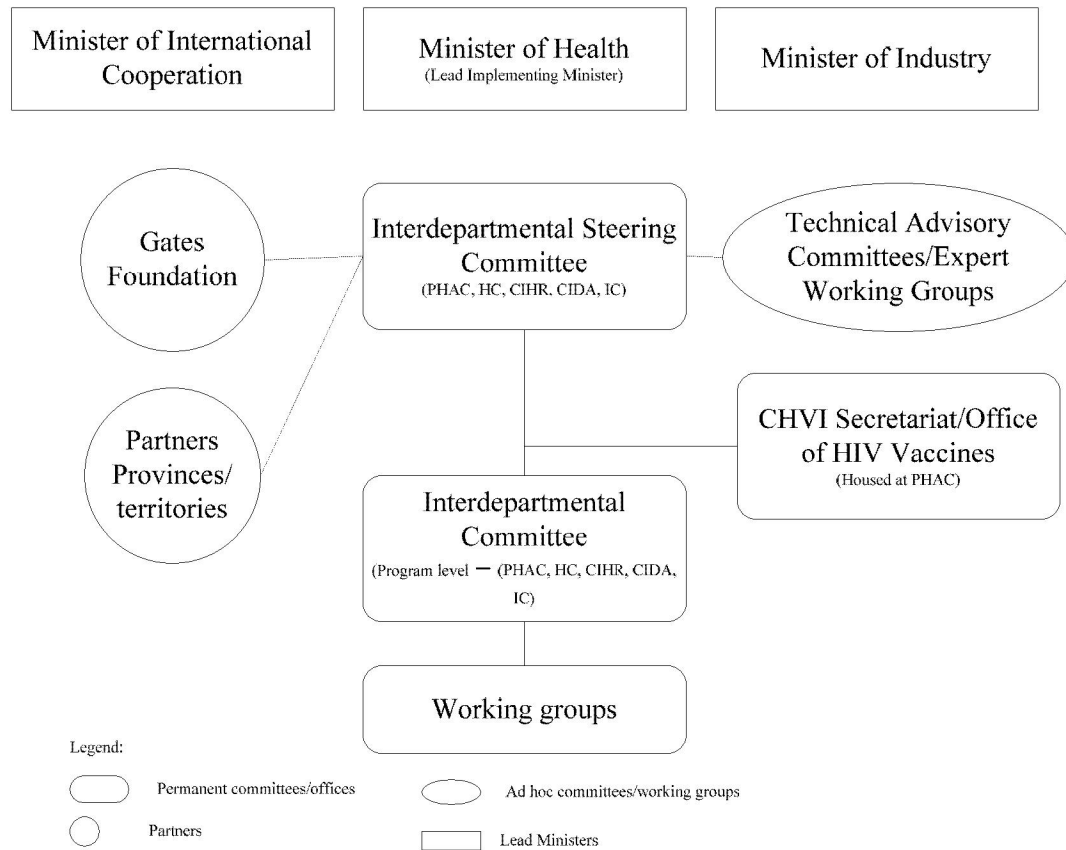 Minister of International
Cooperation
Minister of Health
(Lead Implementing Minister)
Minister of Industry
Gates
Foundation
Interdepartmental Steering
Committee
(PHAC, HC, CIHR, CIDA, IC)
Technical Advisory
Committees/Expert
Working Groups
Partners
Provinces/
territories
CHVI Secretariat/Office
of HIV Vaccines
(Housed at PHAC)
Interdepartmental
Committee
(Program level — (PHAC, HC, CIHR, CIDA,
IC)
Working groups
Legend:
Permanent committees/offices
Ad hoc committees/working groups
Partners
Lead Ministers